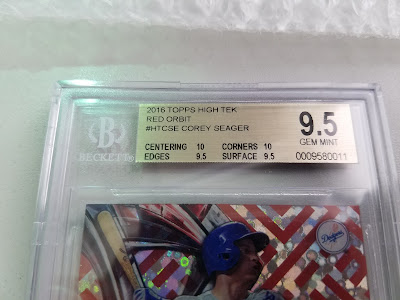 2016 TOPPS HIGH TEK
RED ORBIT
#HTCSE COREY SEAGER
9.5
GEM MINT
CENTERING 10 CORNERS 10
EDGES 9.5 SURFACE 9.5
0009580011
BECKETT®
Dodgers